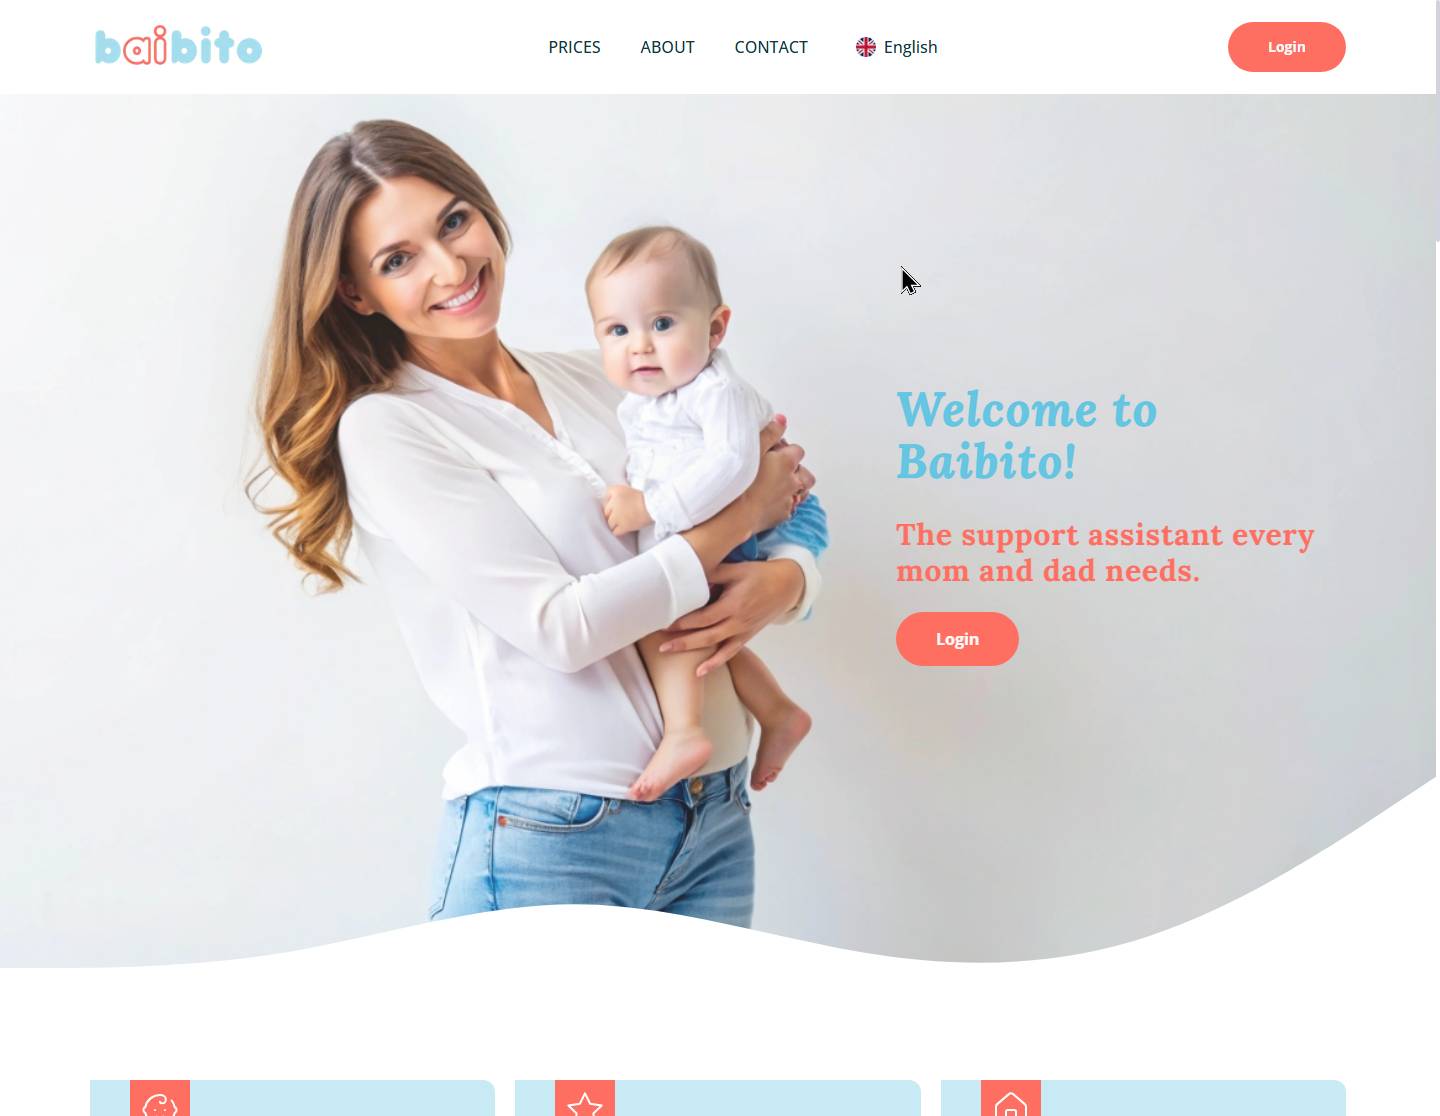 baibito
PRICES
ABOUT
CONTACT
English
Login
Welcome to
Baibito!
The support assistant every
mom and dad needs.
Login